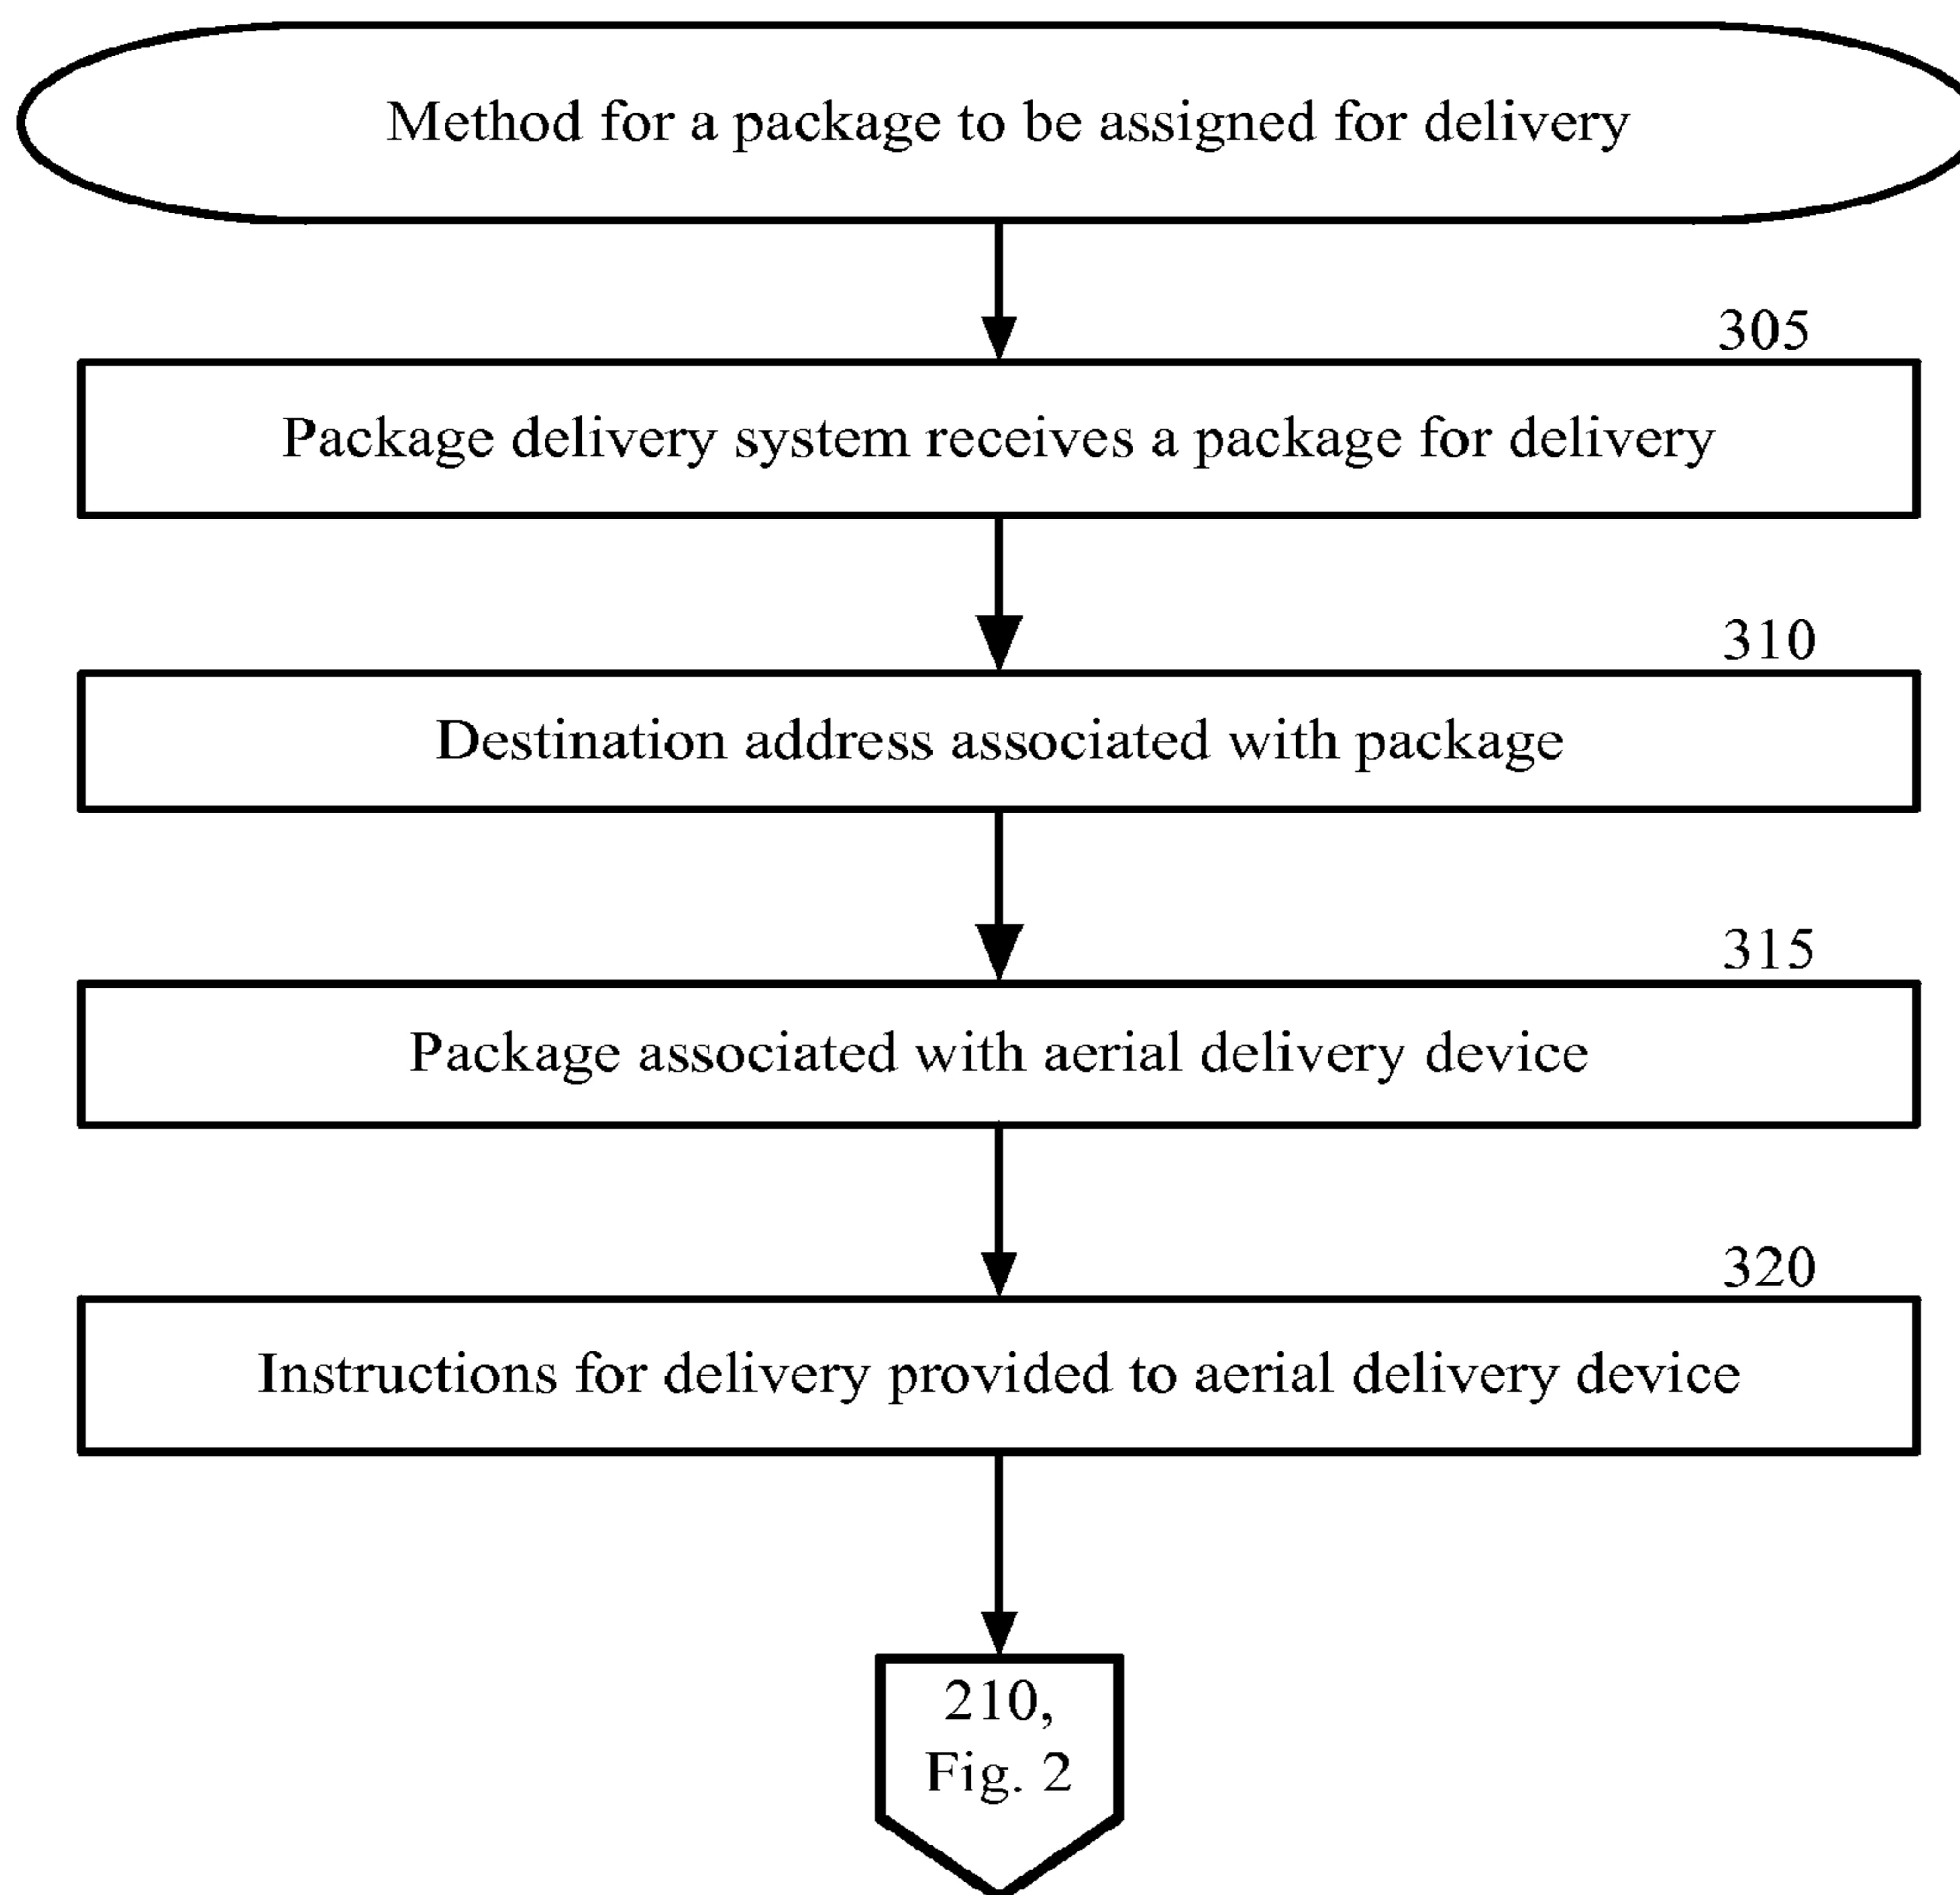 Method for a package to be assigned for delivery
305
Package delivery system receives a package for delivery
310
Destination address associated with package
315
Package associated with aerial delivery device
320
Instructions for delivery provided to aerial delivery device
210,
Fig. 2